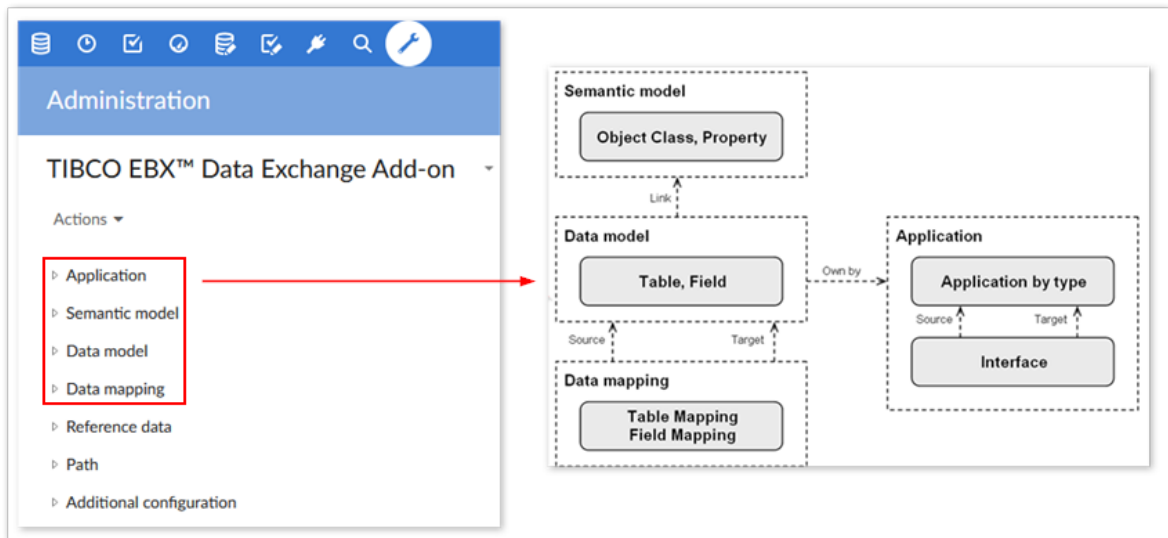 Administration
TIBCO EBX™ Data Exchange Add-on
Actions
Application
Semantic model
Data model
Data mapping
Reference data
Path
Additional configuration
Semantic model
Object Class, Property
Link
Data model
Table, Field
Own by
Application
Application by type
Source
Target
Interface
Source
Target
Data mapping
Table Mapping
Field Mapping